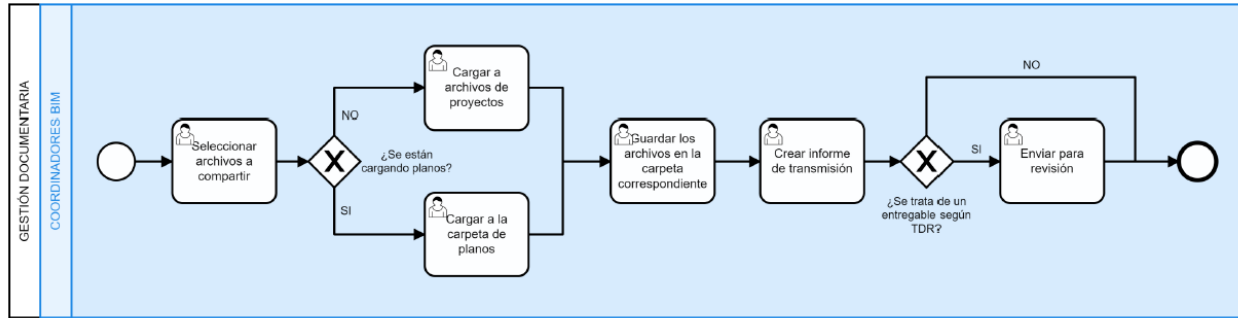 GESTIÓN DOCUMENTARIA
COORDINADORES BIM
Seleccionar
archivos a
compartir
NO
SI
¿Se están
cargando planos?
Cargar a
archivos de
proyectos
Cargar a la
carpeta de
planos
Guardar los
archivos en la
carpeta
correspondiente
Crear informe
de transmisión
¿Se trata de un
entregable según
TDR?
NO
SI
Enviar para
revisión